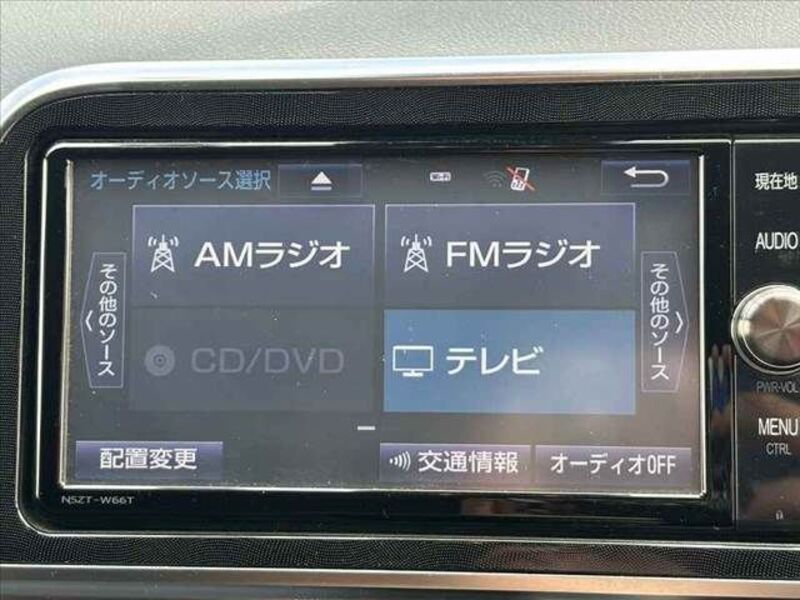 オーディオソース選択
Wi-Fi
現在地
AMラジオ
FMラジオ
AUDIO
その他のソース
その他のソース
CD/DVD
テレビ
PWR-VOL
配置変更
交通情報
オーディオOFF
MENU
CTRL
NSZT-W66T